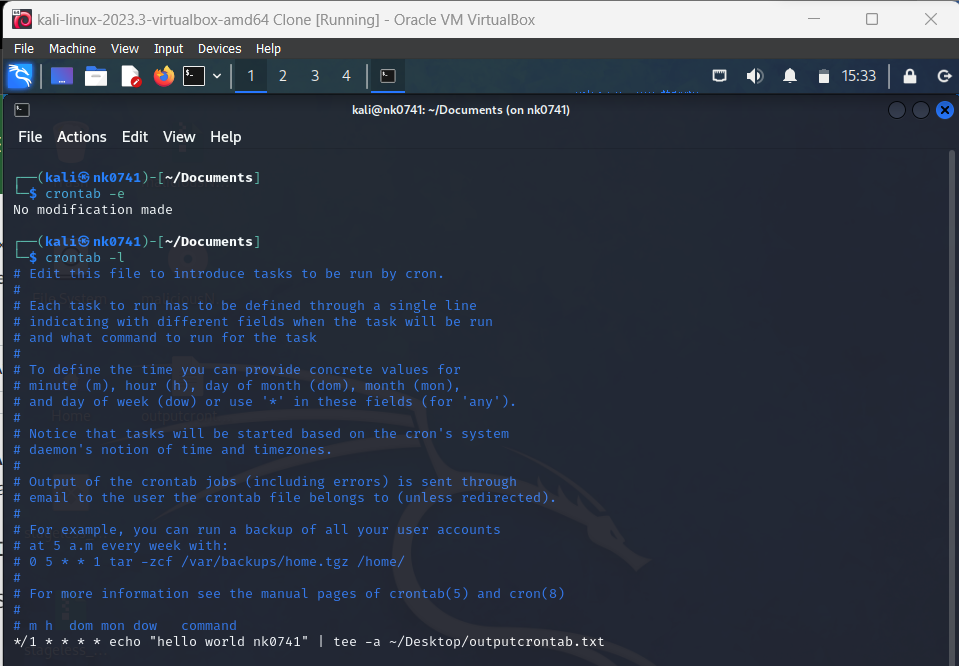 kali-linux-2023.3-virtualbox-amd64 Clone [Running] - Oracle VM VirtualBox
File Machine View Input Devices Help
1 2 3 4 15:33
kali@nk0741: ~/Documents (on nk0741)
File Actions Edit View Help
┌──(kali㉿nk0741)-[~/Documents]
└─$ crontab -e
No modification made
┌──(kali㉿nk0741)-[~/Documents]
└─$ crontab -l
# Edit this file to introduce tasks to be run by cron.
#
# Each task to run has to be defined through a single line
# indicating with different fields when the task will be run
# and what command to run for the task
#
# To define the time you can provide concrete values for
# minute (m), hour (h), day of month (dom), month (mon),
# and day of week (dow) or use '*' in these fields (for 'any').
#
# Notice that tasks will be started based on the cron's system
# daemon's notion of time and timezones.
#
# Output of the crontab jobs (including errors) is sent through
# email to the user the crontab file belongs to (unless redirected).
#
# For example, you can run a backup of all your user accounts
# at 5 a.m every week with:
# 0 5 * * 1 tar -zcf /var/backups/home.tgz /home/
#
# For more information see the manual pages of crontab(5) and cron(8)
#
# m h  dom mon dow   command
*/1 * * * * echo "hello world nk0741" | tee -a ~/Desktop/outputcrontab.txt